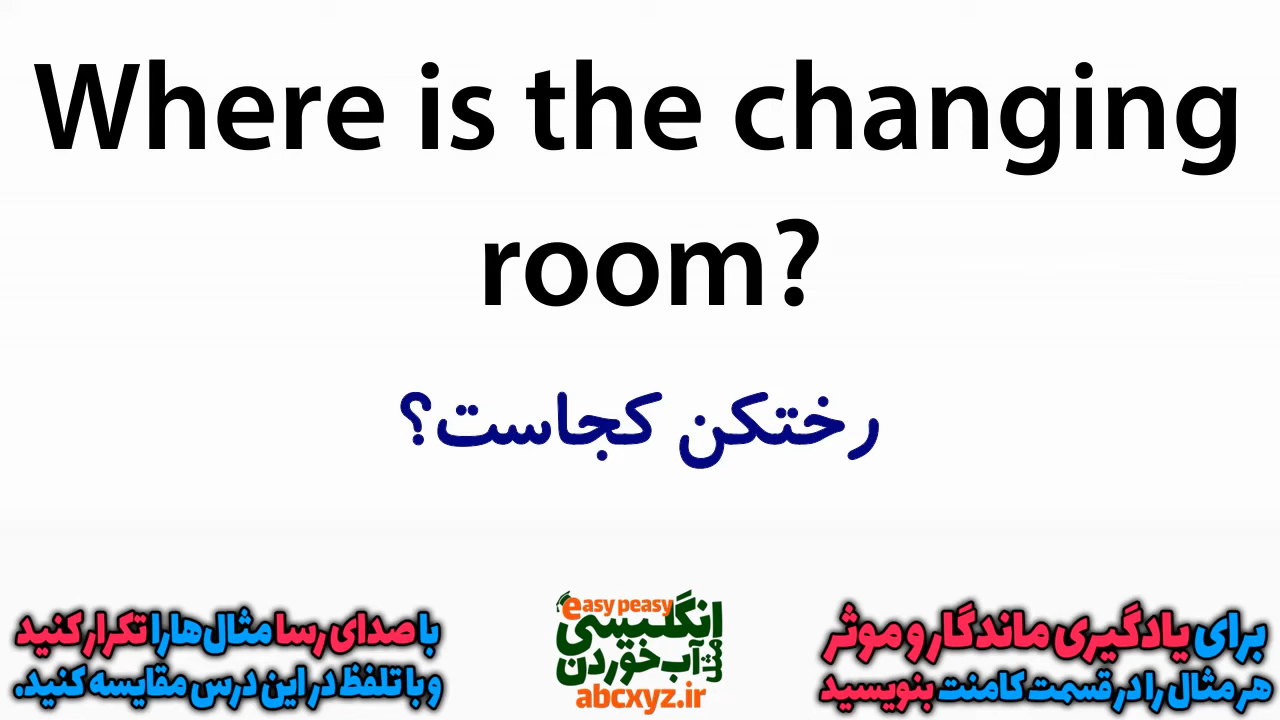 Where is the changing
room?
رختکن کجاست؟
برای یادگیری ماندگار و موثر
هر مثال را در قسمت کامنت بنویسید
easy peasy
انگلیسی
مثل آب خوردن
abcxyz.ir
با صدای رسا مثال‌ها را تکرار کنید
و با تلفظ در این درس مقایسه کنید.